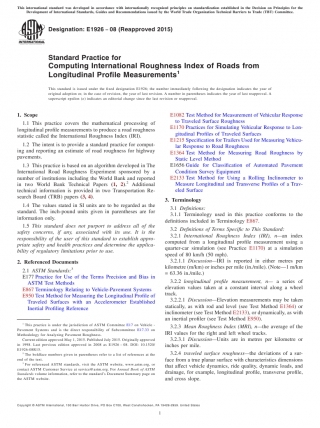 This international standard was developed in accordance with internationally recognized principles on standardization established in the Decision on Principles for the
Development of International Standards, Guides and Recommendations issued by the World Trade Organization Technical Barriers to Trade (TBT) Committee.
Designation: E1926 − 08 (Reapproved 2015)
Standard Practice for
Computing International Roughness Index of Roads from
Longitudinal Profile Measurements1
This standard is issued under the fixed designation E1926; the number immediately following the designation indicates the year of
original adoption or, in the case of revision, the year of last revision. A number in parentheses indicates the year of last reapproval. A
superscript epsilon (ε) indicates an editorial change since the last revision or reapproval.
1. Scope
1.1 This practice covers the mathematical processing of
longitudinal profile measurements to produce a road roughness
statistic called the International Roughness Index (IRI).
1.2 The intent is to provide a standard practice for comput-
ing and reporting an estimate of road roughness for highway
pavements.
1.3 This practice is based on an algorithm developed in The
International Road Roughness Experiment sponsored by a
number of institutions including the World Bank and reported
in two World Bank Technical Papers (1, 2).2 Additional
technical information is provided in two Transportation Re-
search Board (TRB) papers (3, 4).
1.4 The values stated in SI units are to be regarded as the
standard. The inch-pound units given in parentheses are for
information only.
1.5 This standard does not purport to address all of the
safety concerns, if any, associated with its use. It is the
responsibility of the user of this standard to establish appro-
priate safety and health practices and determine the applica-
bility of regulatory limitations prior to use.
2. Referenced Documents
2.1 ASTM Standards:3
E177 Practice for Use of the Terms Precision and Bias in
ASTM Test Methods
E867 Terminology Relating to Vehicle-Pavement Systems
E950 Test Method for Measuring the Longitudinal Profile of
Traveled Surfaces with an Accelerometer Established
Inertial Profiling Reference
1 This practice is under the jurisdiction of ASTM Committee E17 on Vehicle -
Pavement Systems and is the direct responsibility of Subcommittee E17.33 on
Methodology for Analyzing Pavement Roughness.
Current edition approved May 1, 2015. Published July 2015. Originally approved
in 1998. Last previous edition approved in 2008 as E1926 – 08. DOI: 10.1520/
E1926-08R15.
2 The boldface numbers given in parentheses refer to a list of references at the
end of the text.
3 For referenced ASTM standards, visit the ASTM website, www.astm.org, or
contact ASTM Customer Service at service@astm.org. For Annual Book of ASTM
Standards volume information, refer to the standard's Document Summary page on
the ASTM website.
E1082 Test Method for Measurement of Vehicular Response
to Traveled Surface Roughness
E1170 Practices for Simulating Vehicular Response to Lon-
gitudinal Profiles of Traveled Surfaces
E1215 Specification for Trailers Used for Measuring Vehicu-
lar Response to Road Roughness
E1364 Test Method for Measuring Road Roughness by
Static Level Method
E1656 Guide for Classification of Automated Pavement
Condition Survey Equipment
E2133 Test Method for Using a Rolling Inclinometer to
Measure Longitudinal and Transverse Profiles of a Trav-
eled Surface
3. Terminology
3.1 Definitions:
3.1.1 Terminology used in this practice conforms to the
definitions included in Terminology E867.
3.2 Definitions of Terms Specific to This Standard:
3.2.1 International Roughness Index (IRI), n—an index
computed from a longitudinal profile measurement using a
quarter-car simulation (see Practice E1170) at a simulation
speed of 80 km/h (50 mph).
3.2.1.1 Discussion—IRI is reported in either metres per
kilometre (m/km) or inches per mile (in./mile). (Note—1 m/km
= 63.36 in./mile.)
3.2.2 longitudinal profile measurement, n— a series of
elevation values taken at a constant interval along a wheel
track.
3.2.2.1 Discussion—Elevation measurements may be taken
statically, as with rod and level (see Test Method E1364) or
inclinometer (see Test Method E2133), or dynamically, as with
an inertial profiler (see Test Method E950).
3.2.3 Mean Roughness Index (MRI), n—the average of the
IRI values for the right and left wheel tracks.
3.2.3.1 Discussion—Units are in metres per kilometre or
inches per mile.
3.2.4 traveled surface roughness—the deviations of a sur-
face from a true planar surface with characteristics dimensions
that affect vehicle dynamics, ride quality, dynamic loads, and
drainage, for example, longitudinal profile, transverse profile,
and cross slope.
Copyright © ASTM International, 100 Barr Harbor Drive, PO Box C700, West Conshohocken, PA 19428-2959. United States
1